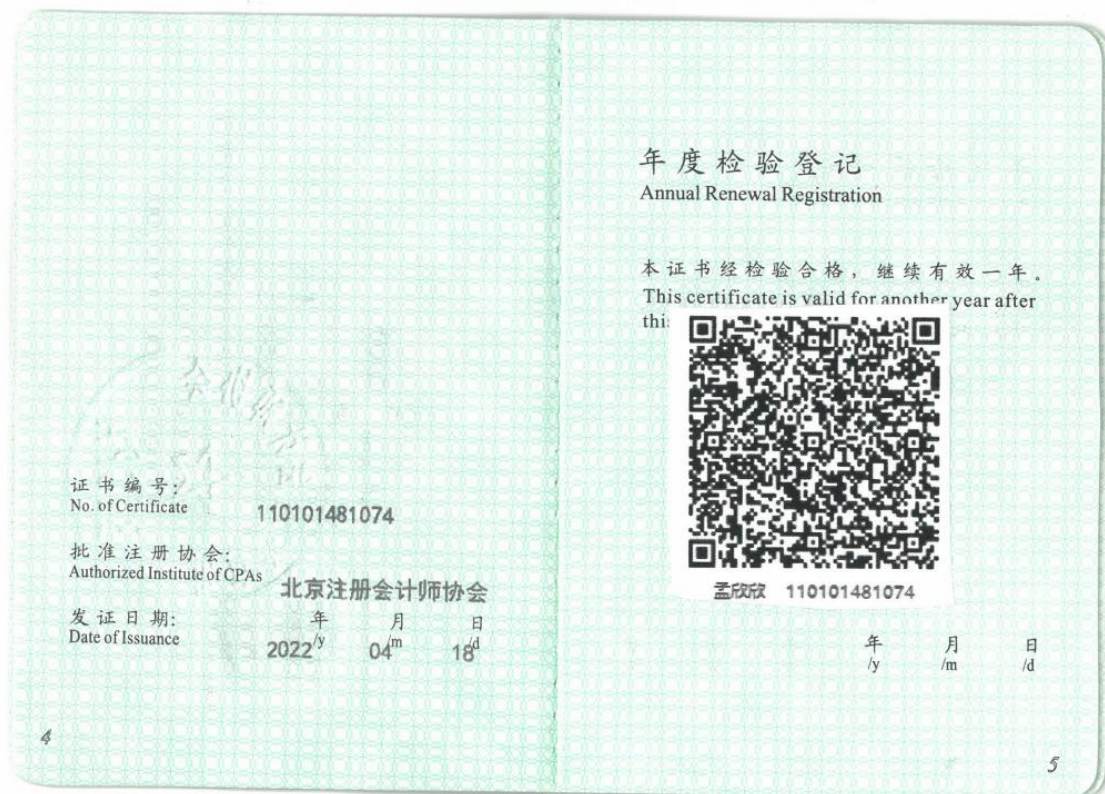 证书编号:
No. of Certificate
110101481074
批准注册协会:
Authorized Institute of CPAs
北京注册会计师协会
发证日期:
Date of Issuance
年 月 日
2022 /y 04 /m 18 /d
4
年度检验登记
Annual Renewal Registration
本证书经检验合格，继续有效一年。
This certificate is valid for another year after
this
孟欣欣 110101481074
年 月 日
/y /m /d
5